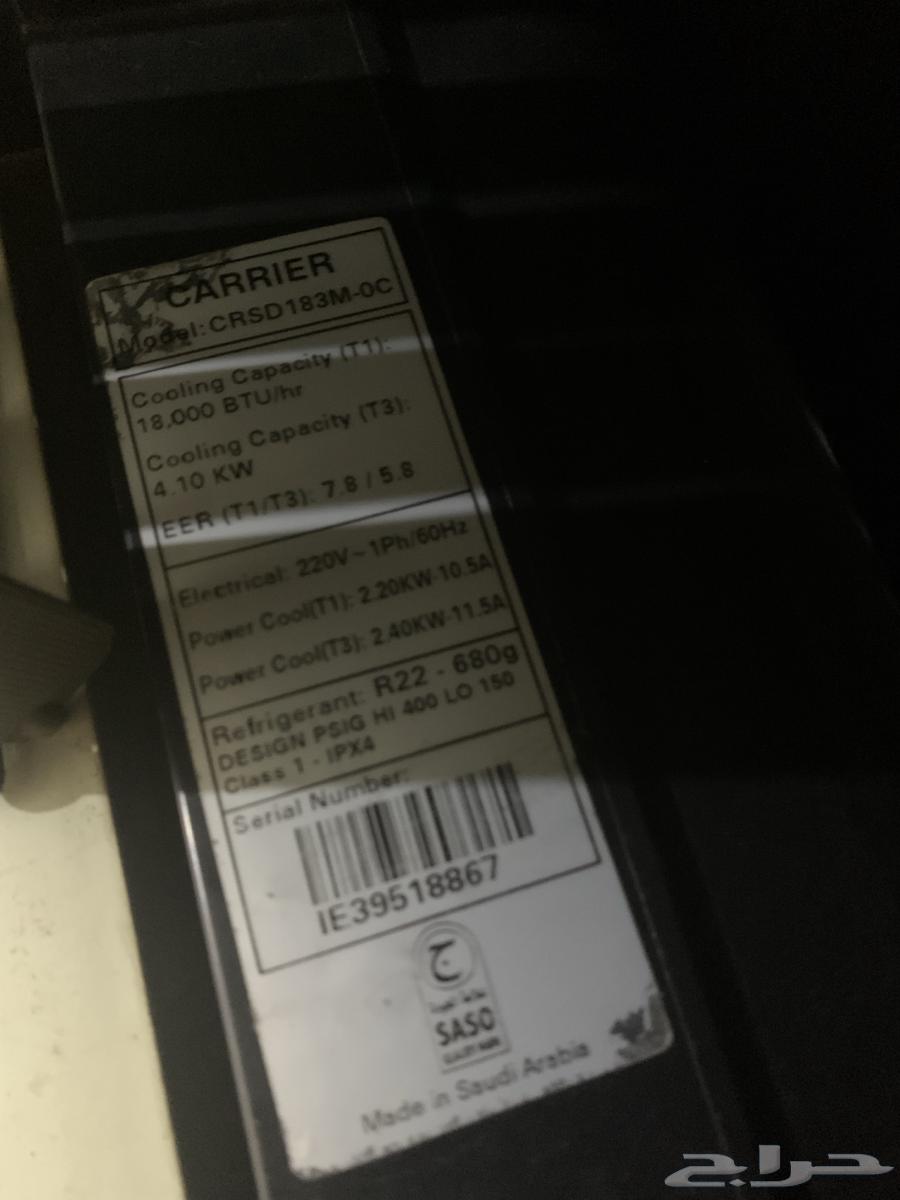 CARRIER
Model:CRSD183M-0C
Cooling Capacity (T1):
18,000 BTU/hr
Cooling Capacity (T3):
4.10 KW
EER (T1/T3): 7.8 / 5.8
Electrical: 220V~1Ph/60Hz
Power Cool(T1): 2.20KW-10.5A
Power Cool(T3): 2.40KW-11.5A
Refrigerant: R22 - 680g
DESIGN PSIG HI 400 LO 150
Class 1 - IPX4
Serial Number:
IE39518867
ج
SASO
Made in Saudi Arabia
حراج